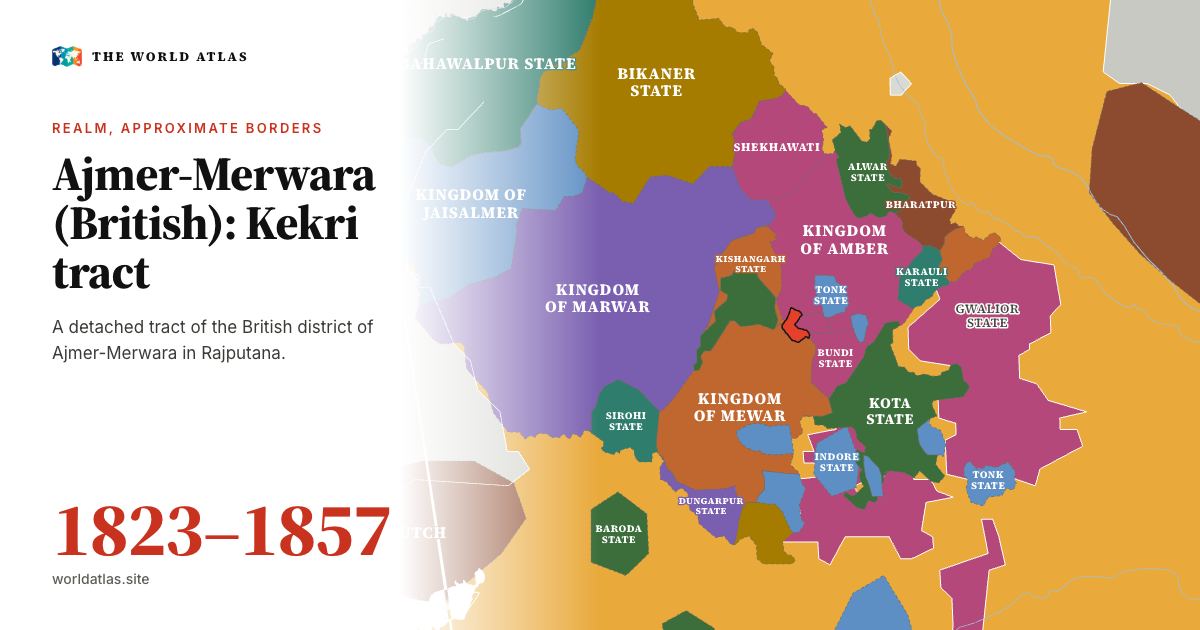 THE WORLD ATLAS
REALM, APPROXIMATE BORDERS
Ajmer-Merwara
(British): Kekri
tract
A detached tract of the British district of
Ajmer-Merwara in Rajputana.
1823–1857
worldatlas.site
AHAWALPUR STATE
BIKANER
STATE
SHEKHAWATI
ALWAR
STATE
BHARATPUR
KINGDOM OF
JAISALMER
KINGDOM
OF AMBER
KISHANGARH
STATE
KARAULI
STATE
KINGDOM
OF MARWAR
TONK
STATE
GWALIOR
STATE
BUNDI
STATE
KINGDOM
OF MEWAR
KOTA
STATE
SIROHI
STATE
INDORE
STATE
TONK
STATE
DUNGARPUR
STATE
BARODA
STATE
UTCH